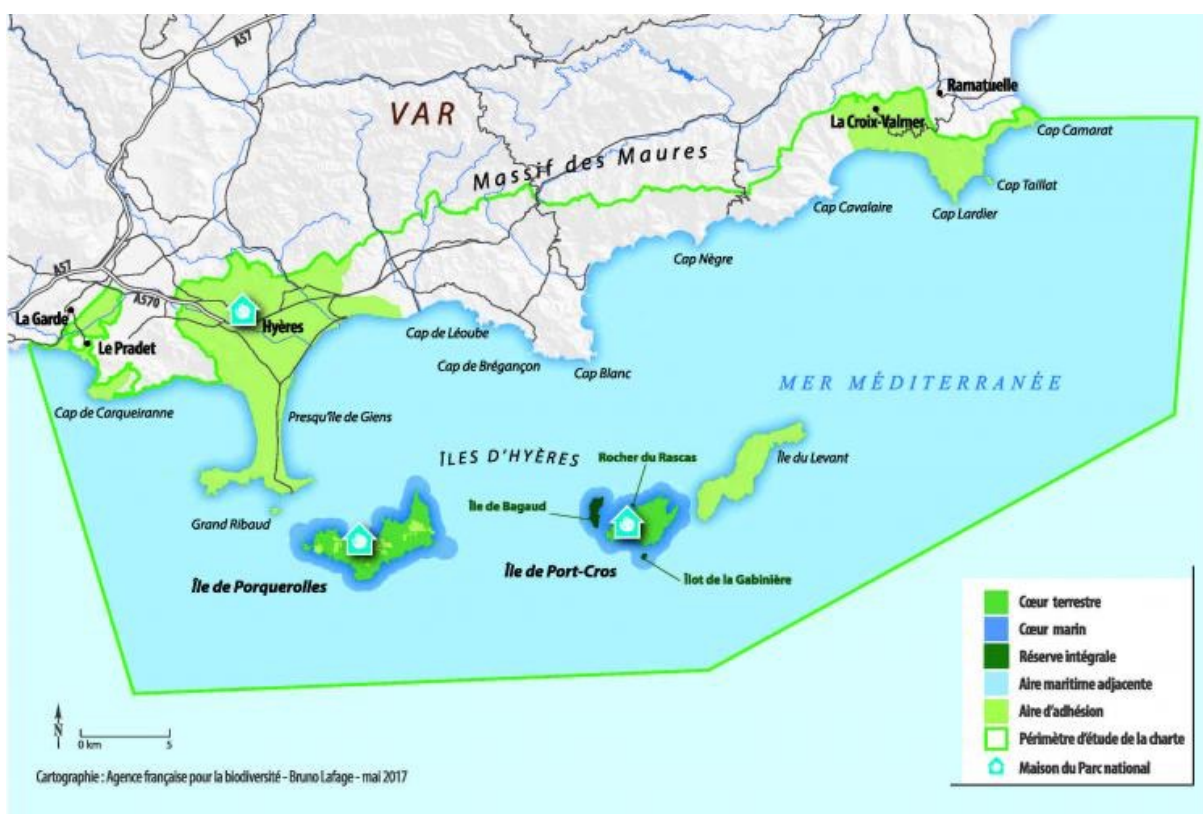 A57
VAR
Ramatuelle
La Croix-Valmer
Cap Camarat
Massif des Maures
Cap Taillat
Cap Cavalaire
Cap Lardier
Cap Nègre
A57
A570
La Garde
Hyères
Le Pradet
Cap de Léoube
Cap de Brégançon
Cap Blanc
MER MÉDITERRANÉE
Cap de Carqueiranne
Presqu'île de Giens
ÎLES D'HYÈRES
Rocher du Rascas
Île du Levant
Île de Bagaud
Grand Ribaud
Île de Port-Cros
Îlot de la Gabinière
Île de Porquerolles
Cœur terrestre
Cœur marin
Réserve intégrale
Aire maritime adjacente
Aire d'adhésion
Périmètre d'étude de la charte
Maison du Parc national
N
0 km 5
Cartographie : Agence française pour la biodiversité - Bruno Lafage - mai 2017